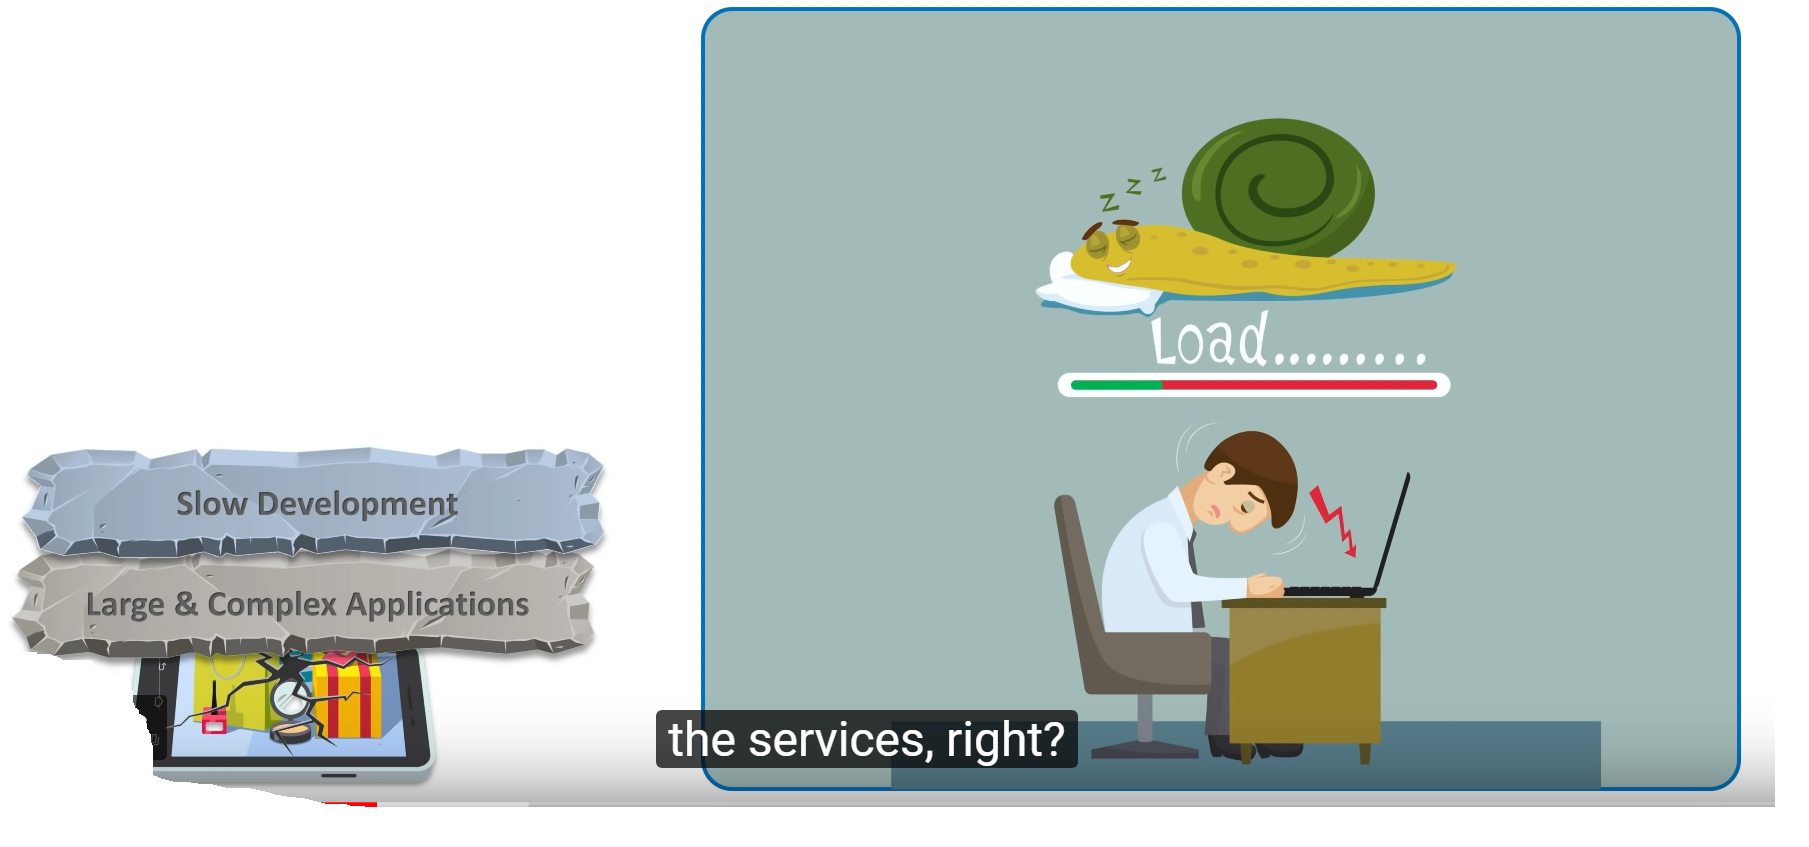 z z z
Load.........
Slow Development
Large & Complex Applications
the services, right?